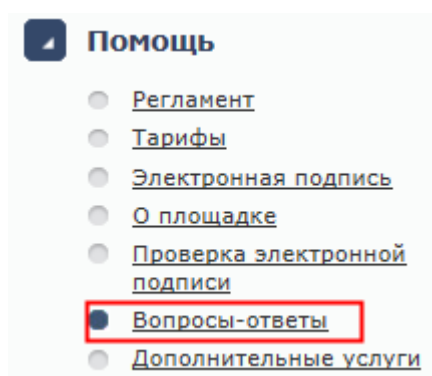 Помощь
Регламент
Тарифы
Электронная подпись
О площадке
Проверка электронной
подписи
Вопросы-ответы
Дополнительные услуги